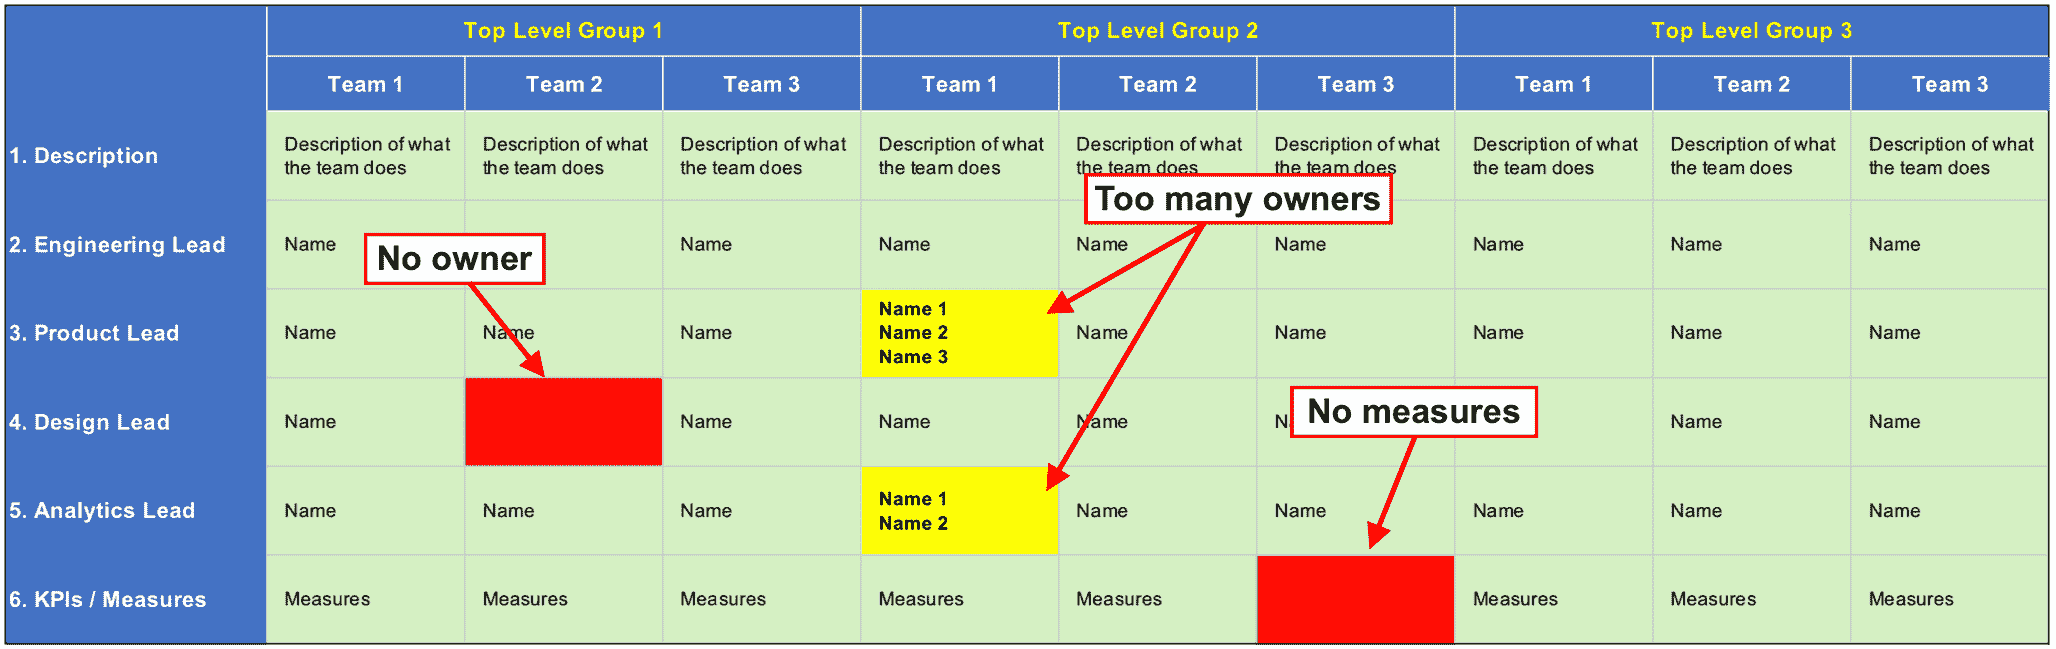 Top Level Group 1 Top Level Group 2 Top Level Group 3
Team 1 Team 2 Team 3 Team 1 Team 2 Team 3 Team 1 Team 2 Team 3
1. Description
Description of what
the team does
Description of what
the team does
Description of what
the team does
Description of what
the team does
Description of what
the team does
Description of what
the team does
Description of what
the team does
Description of what
the team does
Description of what
the team does
Too many owners
2. Engineering Lead Name Name Name Name Name Name Name Name
No owner
3. Product Lead Name Name Name
Name 1
Name 2
Name 3
Name Name Name Name Name
No measures
4. Design Lead Name Name Name Name Name Name
5. Analytics Lead Name Name Name
Name 1
Name 2
Name Name Name Name Name
6. KPIs / Measures Measures Measures Measures Measures Measures Measures Measures Measures